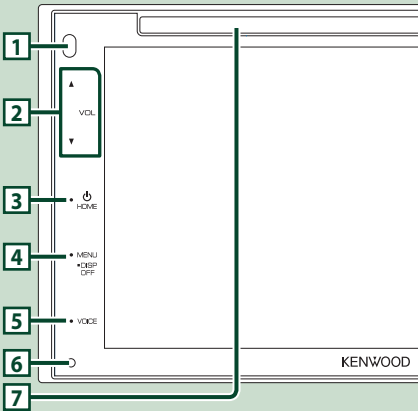 1
▲
2
VOL
▼
3
HOME
4
• MENU
•DISP
OFF
5
• VOICE
6
KENWOOD
7